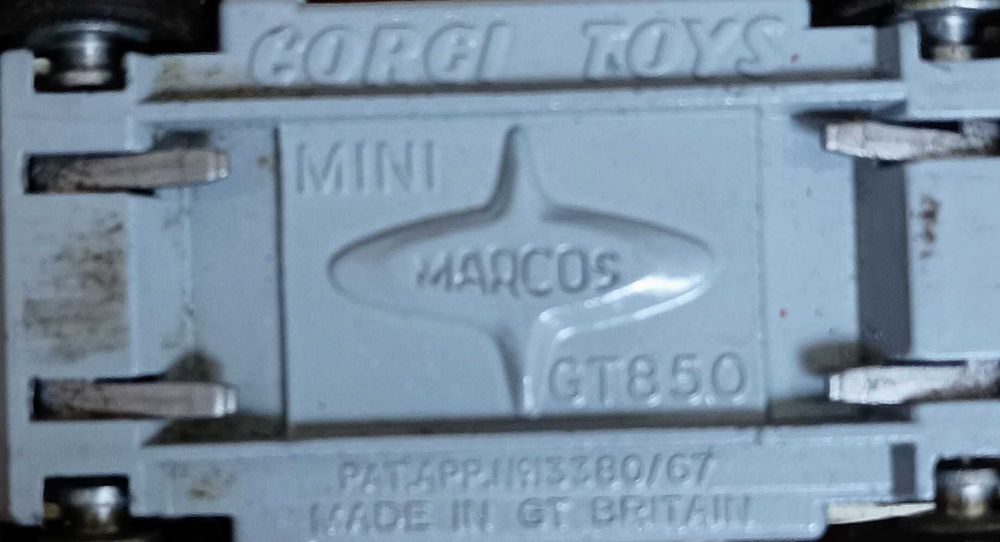 CORGI TOYS
MINI
MARCOS
GT850
PAT.APP.Nº13380/67
MADE IN GT BRITAIN